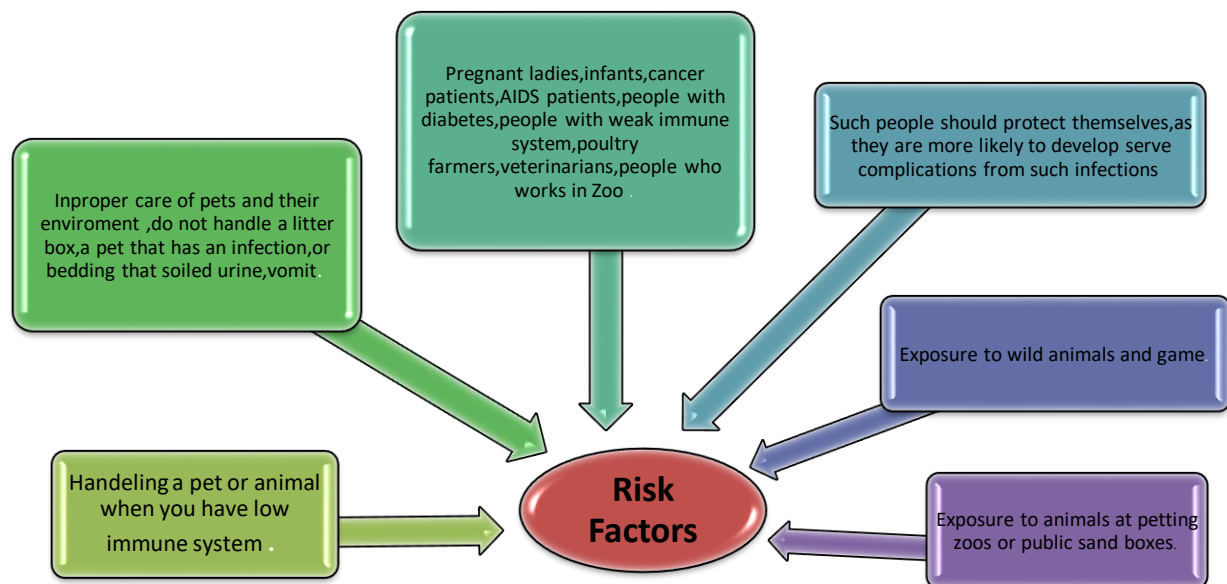 Pregnant ladies,infants,cancer
patients,AIDS patients,people with
diabetes,people with weak immune
system,poultry
farmers,veterinarians,people who
works in Zoo .
Such people should protect themselves,as
they are more likely to develop serve
complications from such infections
Inproper care of pets and their
enviroment ,do not handle a litter
box,a pet that has an infection,or
bedding that soiled urine,vomit.
Exposure to wild animals and game.
Handeling a pet or animal
when you have low
immune system .
Risk
Factors
Exposure to animals at petting
zoos or public sand boxes.